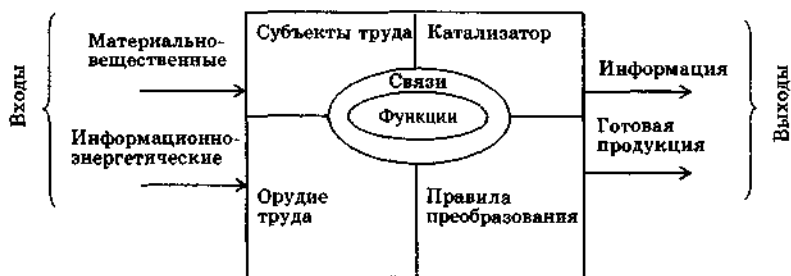 Входы
Материально-
вещественные
Информационно-
энергетические
Субъекты труда
Катализатор
Связи
Функции
Орудие
труда
Правила
преобразования
Информация
Готовая
продукция
Выходы